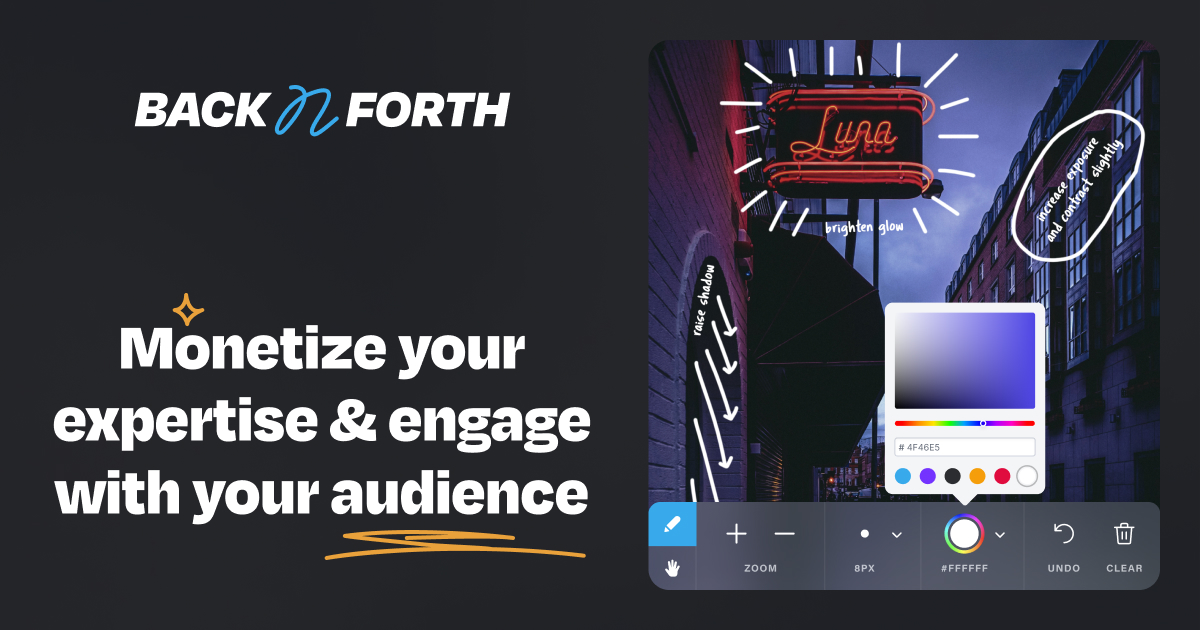 BACK n FORTH
Monetize your
expertise & engage
with your audience
Luna
brighten glow
increase exposure
and contrast slightly
raise shadow
# 4F46E5
ZOOM
8PX
#FFFFFF
UNDO
CLEAR